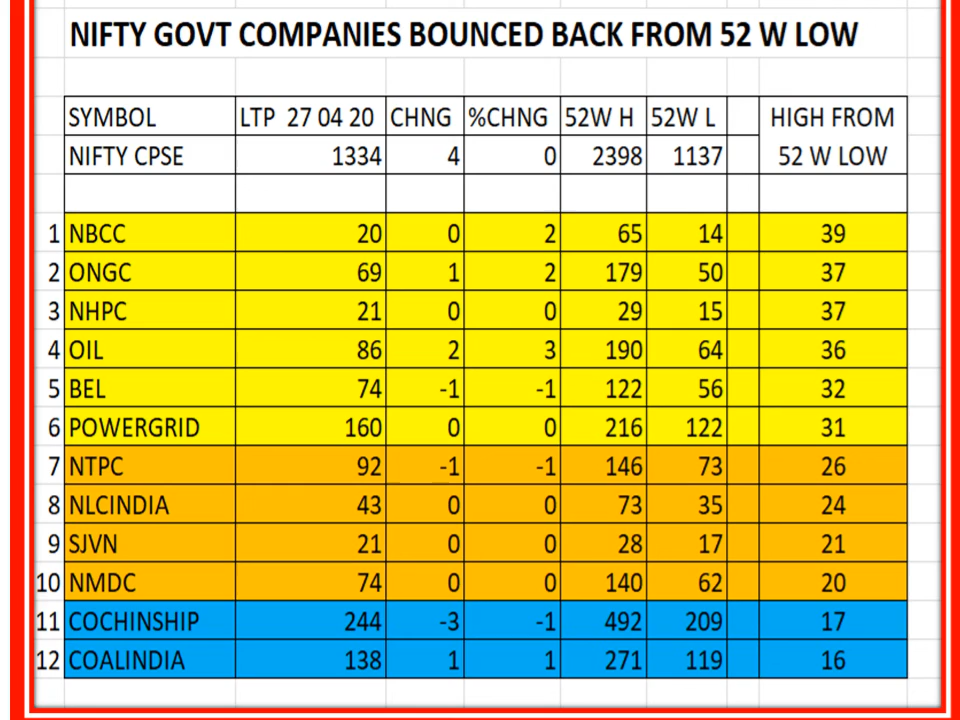 NIFTY GOVT COMPANIES BOUNCED BACK FROM 52 W LOW
SYMBOL LTP 27 04 20 CHNG %CHNG 52W H 52W L HIGH FROM
NIFTY CPSE 1334 4 0 2398 1137 52 W LOW
1 NBCC 20 0 2 65 14 39
2 ONGC 69 1 2 179 50 37
3 NHPC 21 0 0 29 15 37
4 OIL 86 2 3 190 64 36
5 BEL 74 -1 -1 122 56 32
6 POWERGRID 160 0 0 216 122 31
7 NTPC 92 -1 -1 146 73 26
8 NLCINDIA 43 0 0 73 35 24
9 SJVN 21 0 0 28 17 21
10 NMDC 74 0 0 140 62 20
11 COCHINSHIP 244 -3 -1 492 209 17
12 COALINDIA 138 1 1 271 119 16